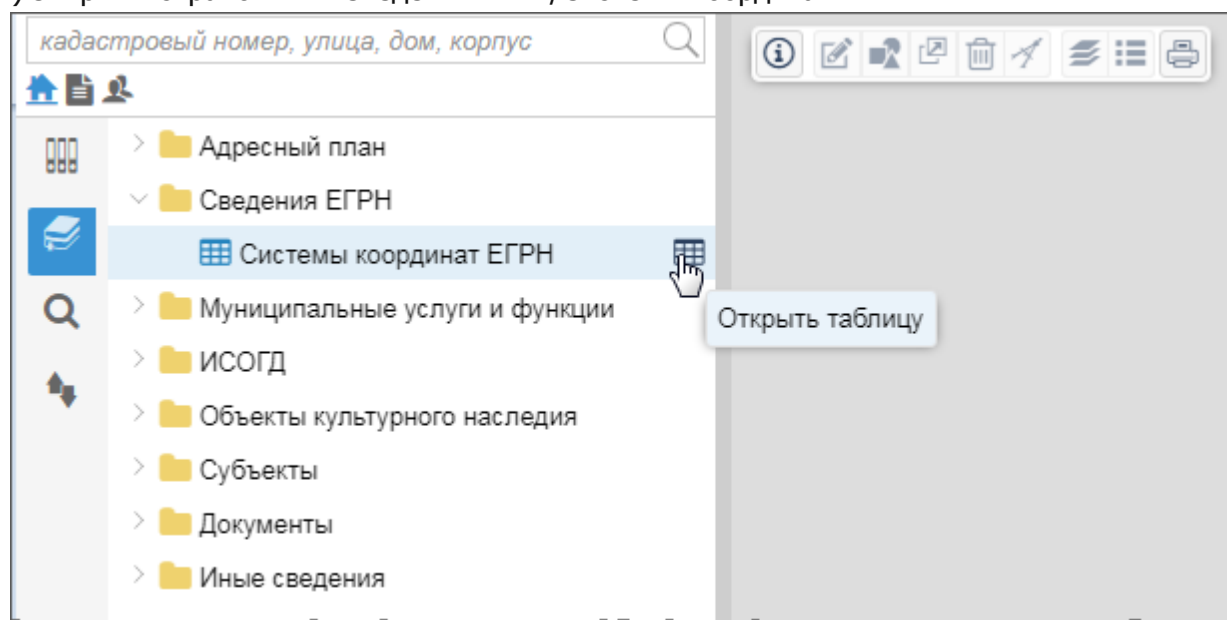 кадастровый номер, улица, дом, корпус
Адресный план
Сведения ЕГРН
Системы координат ЕГРН
Открыть таблицу
Муниципальные услуги и функции
ИСОГД
Объекты культурного наследия
Субъекты
Документы
Иные сведения